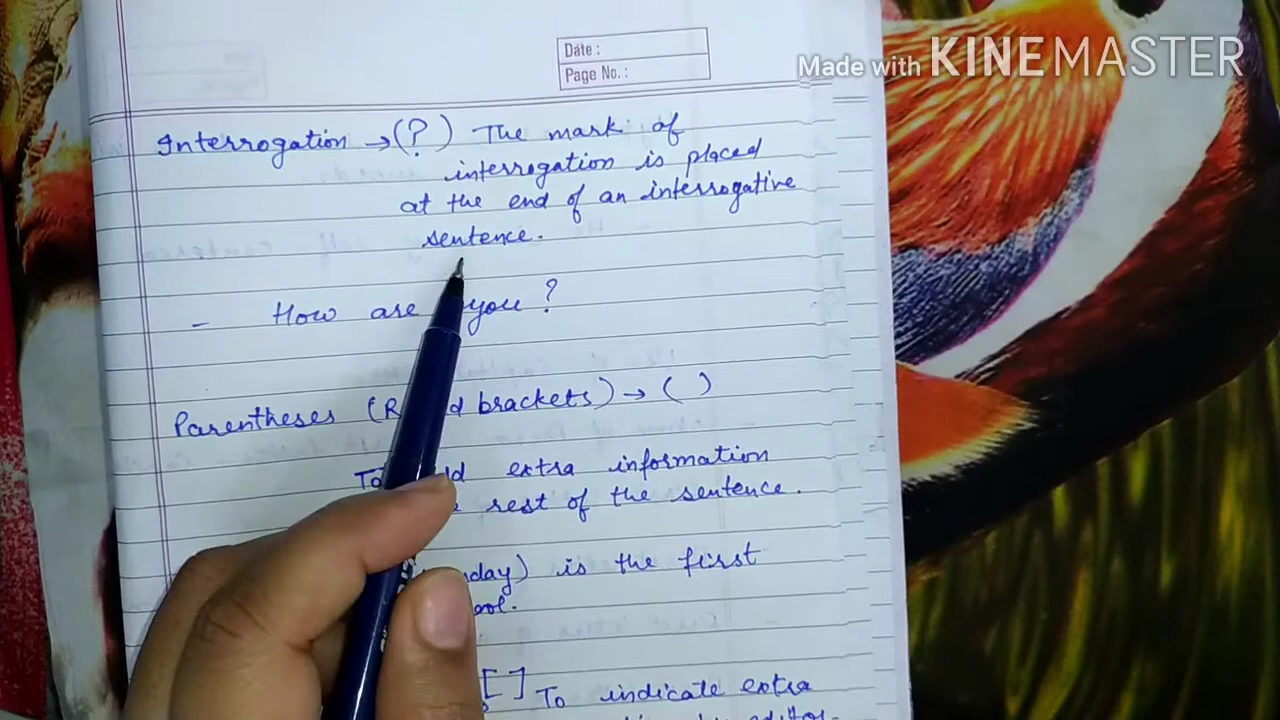 Made with KINEMASTER
Date :
Page No. :
Interrogation → (?) The mark of
interrogation is placed
at the end of an interrogative
sentence.
- How are you ?
Parentheses ( brackets) → ( )
To extra information
rest of the sentence.
) is the first
[ ] To indicate extra